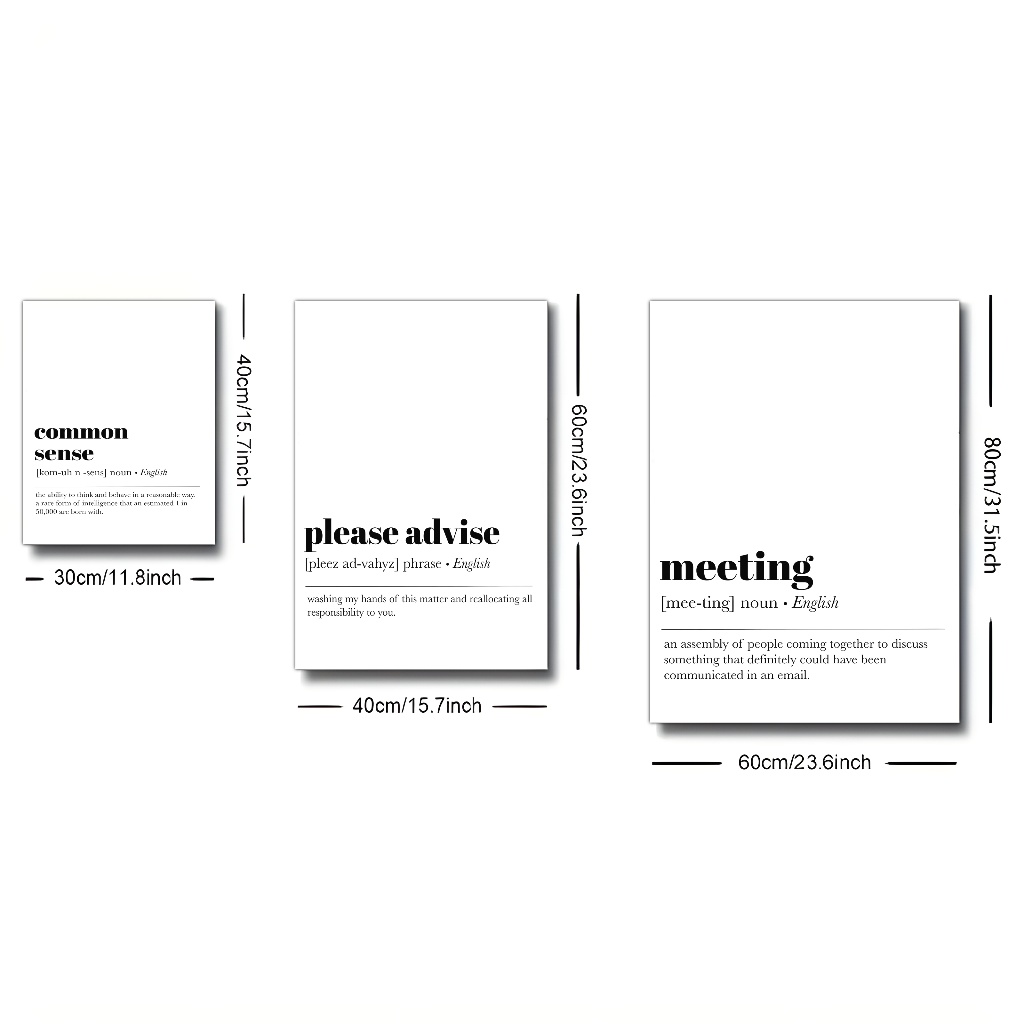 common
sense
[kom-uh n -sens] noun • English
the ability to think and behave in a reasonable way.
a rare form of intelligence that an estimated 1 in
50,000 are born with.
40cm/15.7inch
30cm/11.8inch
please advise
[pleez ad-vahyz] phrase • English
washing my hands of this matter and reallocating all
responsibility to you.
60cm/23.6inch
40cm/15.7inch
meeting
[mee-ting] noun • English
an assembly of people coming together to discuss
something that definitely could have been
communicated in an email.
80cm/31.5inch
60cm/23.6inch